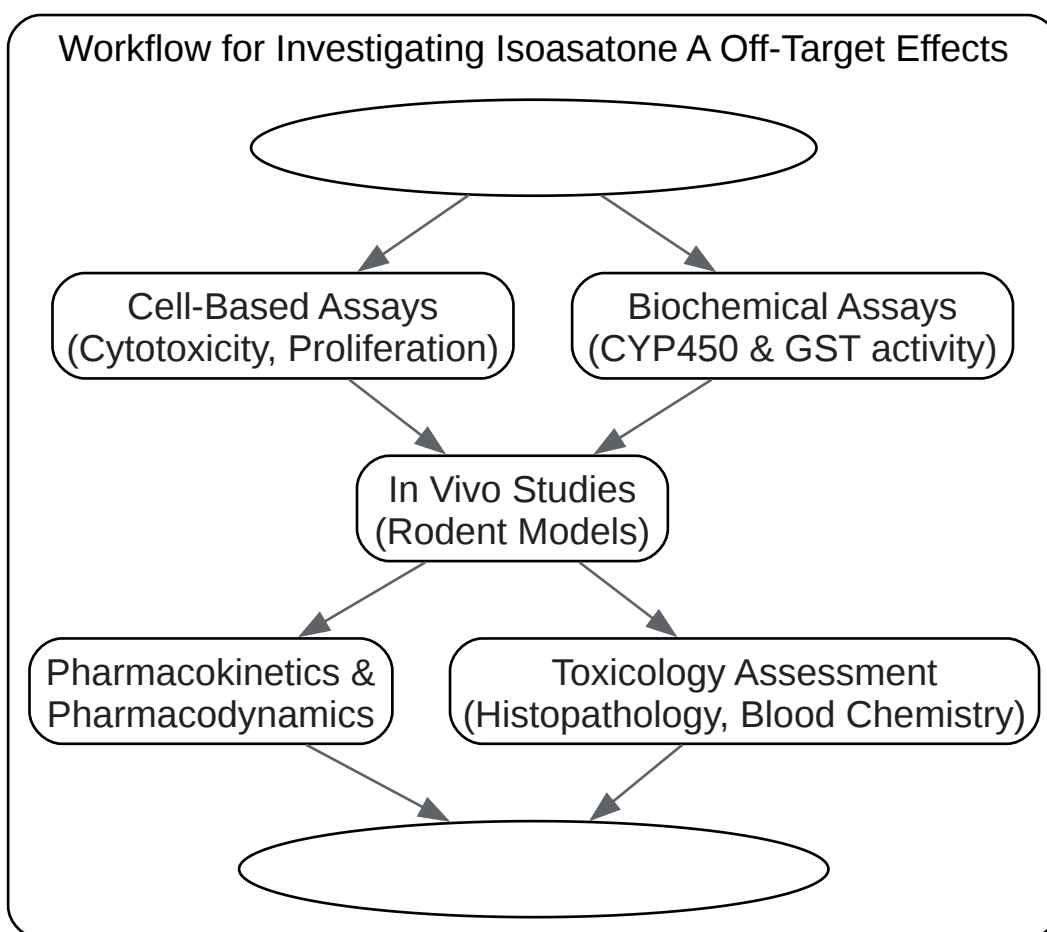 Workflow for Investigating Isoasatone A Off-Target Effects
Cell-Based Assays
(Cytotoxicity, Proliferation)
Biochemical Assays
(CYP450 & GST activity)
In Vivo Studies
(Rodent Models)
Pharmacokinetics &
Pharmacodynamics
Toxicology Assessment
(Histopathology, Blood Chemistry)